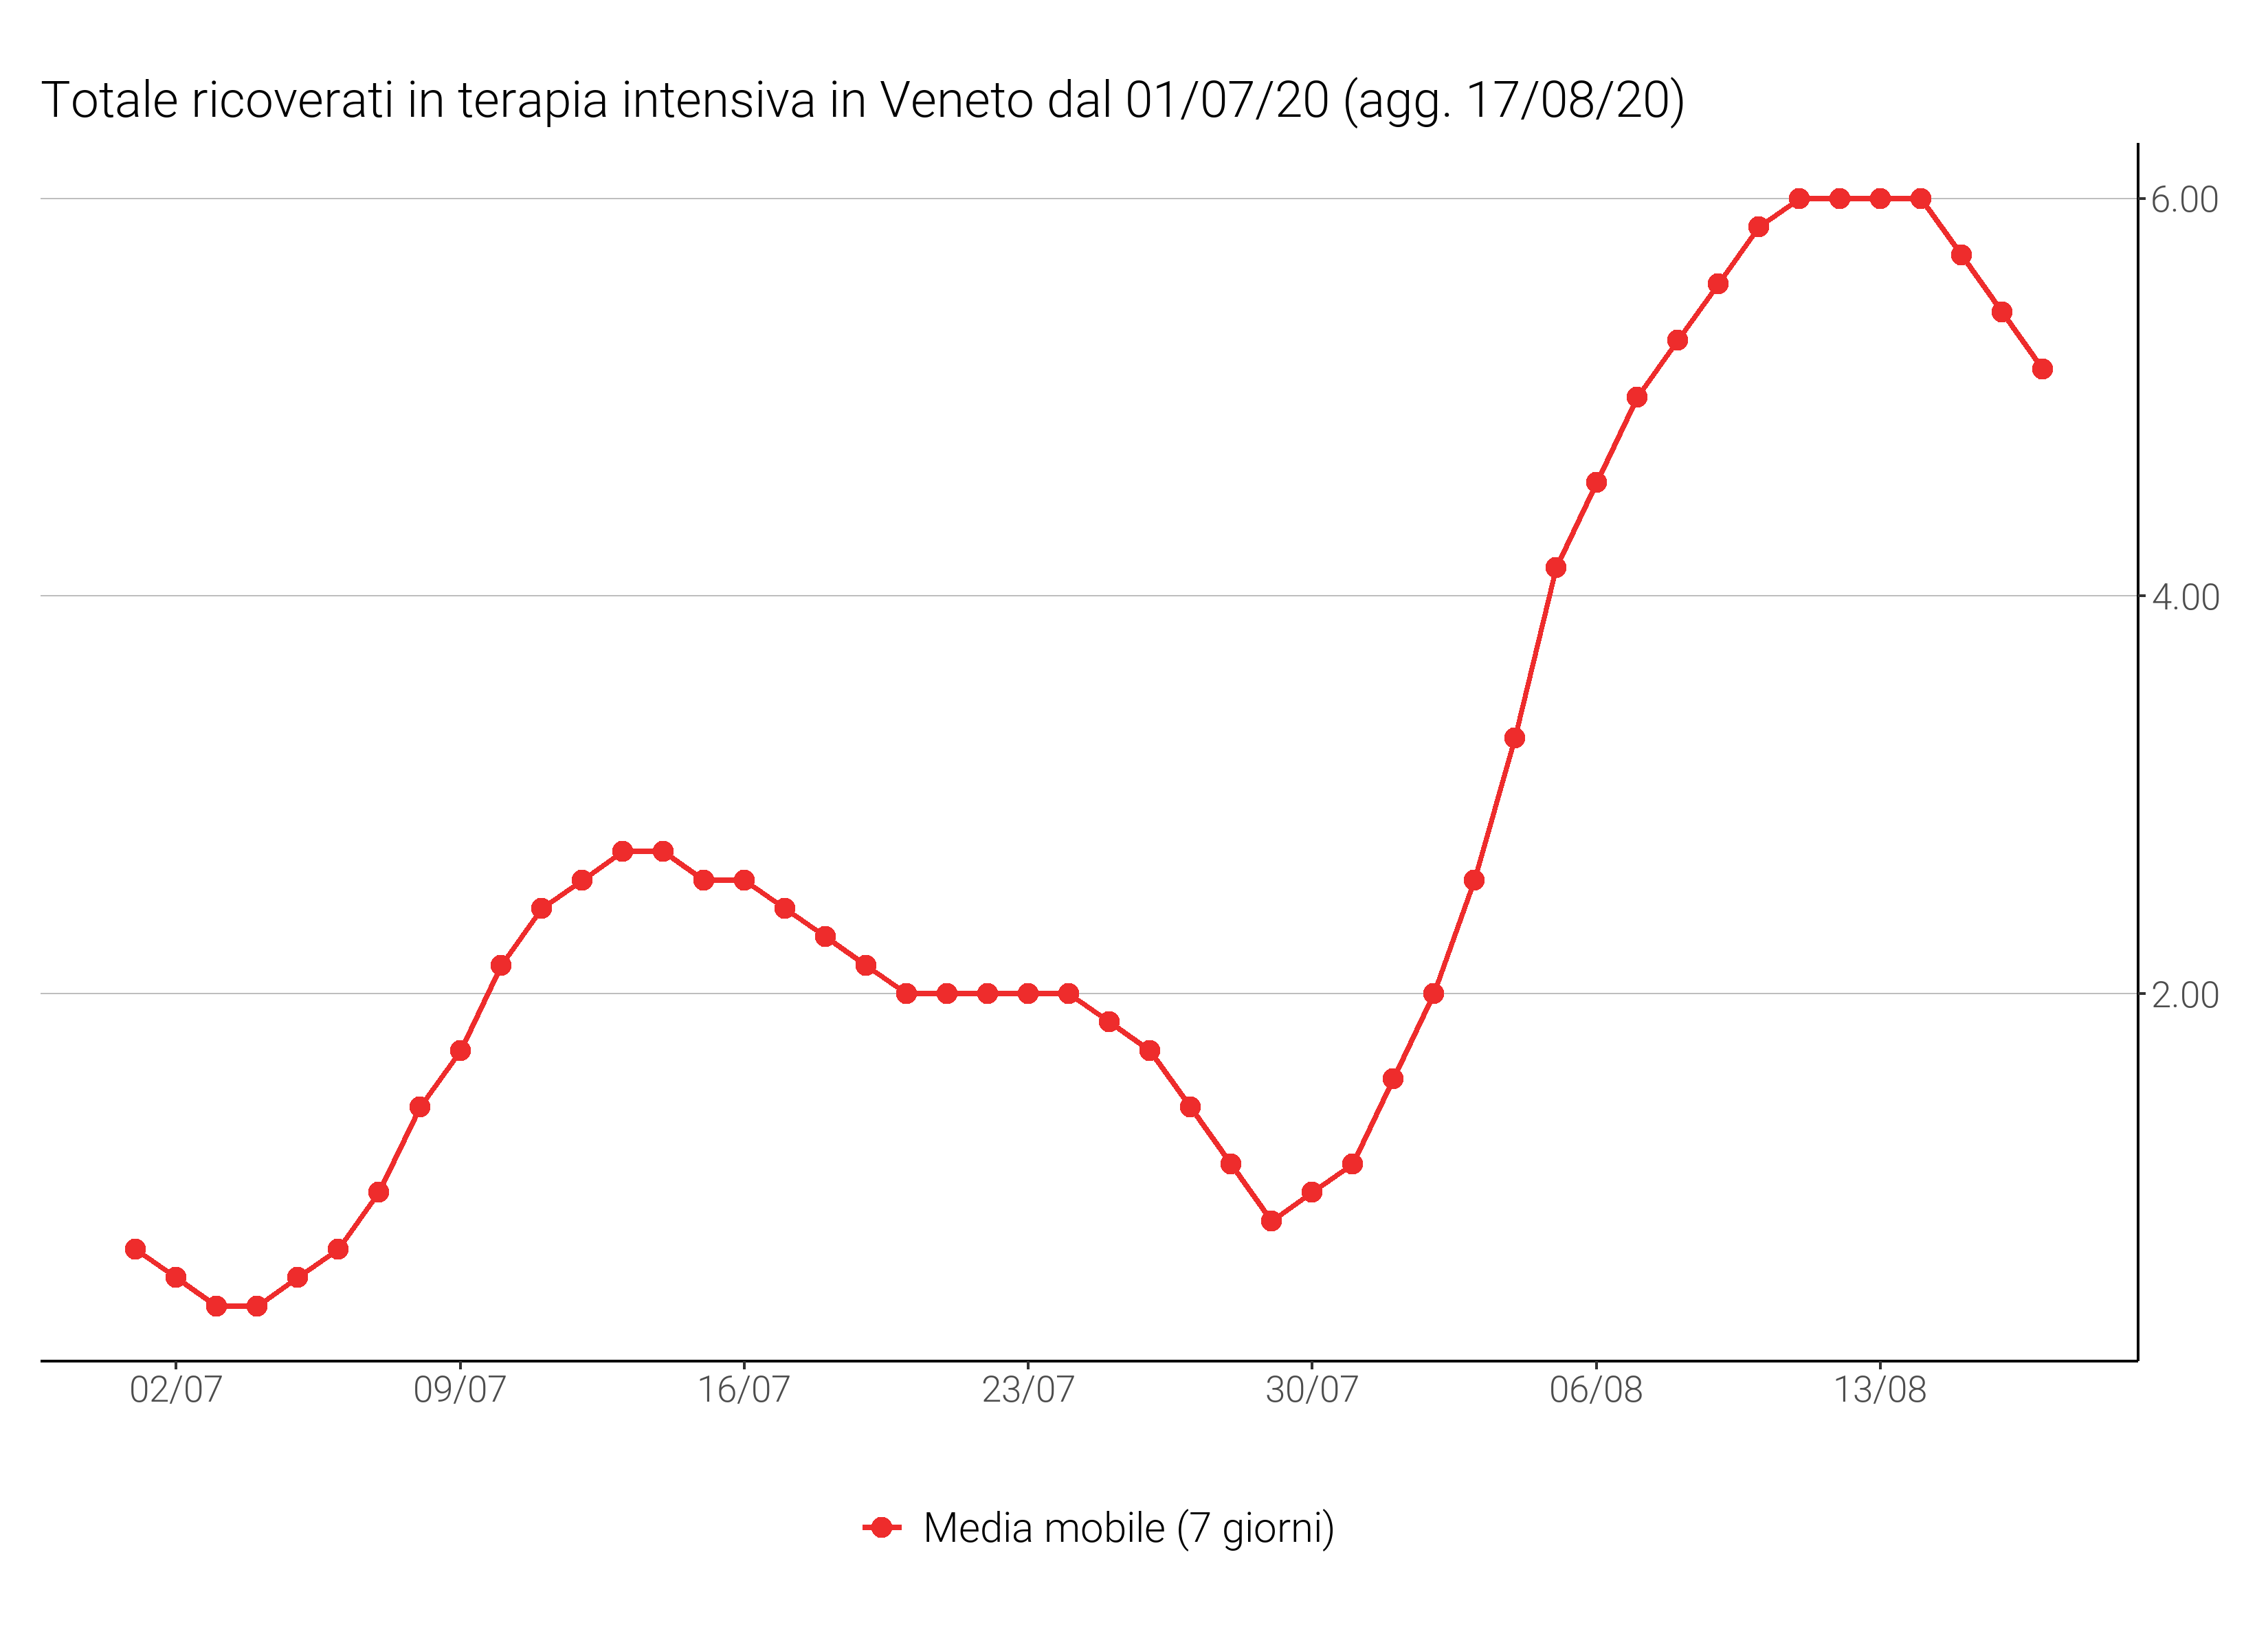 Totale ricoverati in terapia intensiva in Veneto dal 01/07/20 (agg. 17/08/20)
6.00
4.00
2.00
02/07 09/07 16/07 23/07 30/07 06/08 13/08
Media mobile (7 giorni)